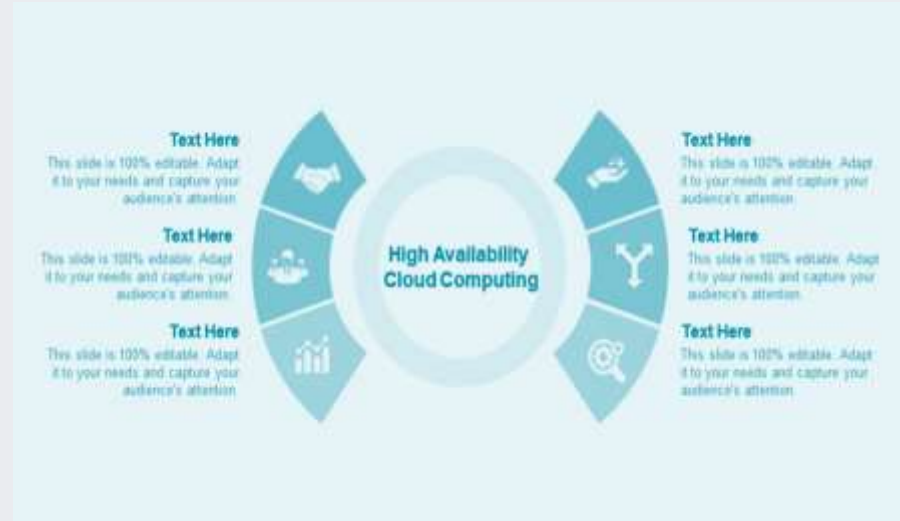 Text Here
This slide is 100% editable. Adapt
it to your needs and capture your
audience's attention.
Text Here
This slide is 100% editable. Adapt
it to your needs and capture your
audience's attention.
Text Here
This slide is 100% editable. Adapt
it to your needs and capture your
audience's attention.
High Availability
Cloud Computing
Text Here
This slide is 100% editable. Adapt
it to your needs and capture your
audience's attention.
Text Here
This slide is 100% editable. Adapt
it to your needs and capture your
audience's attention.
Text Here
This slide is 100% editable. Adapt
it to your needs and capture your
audience's attention.